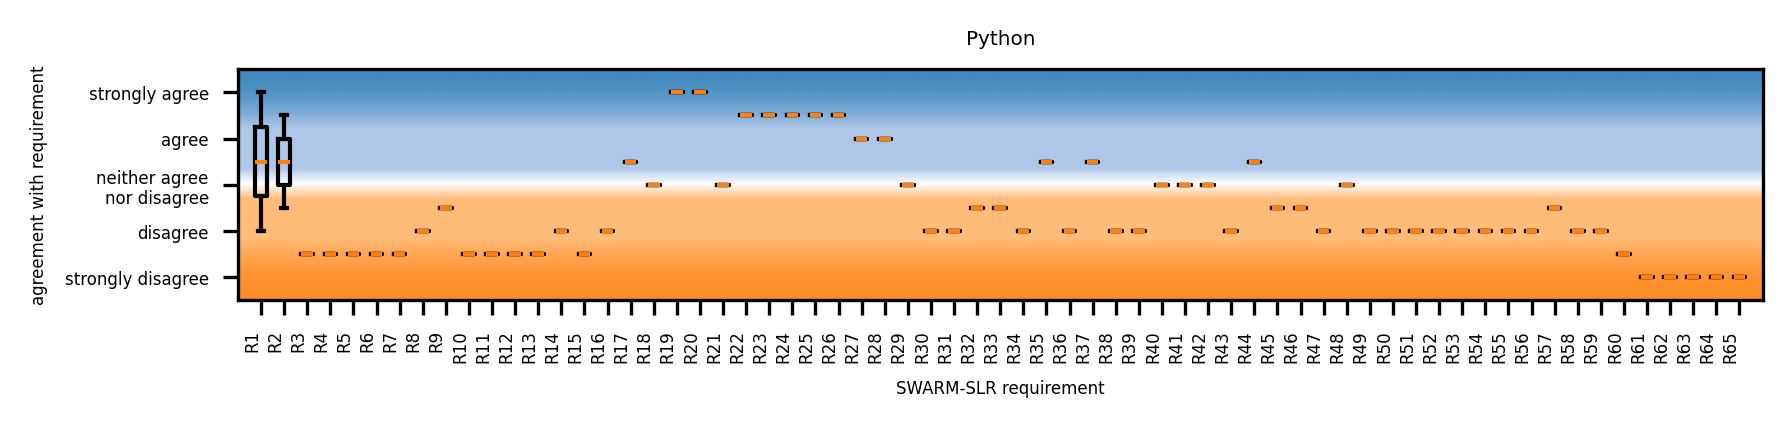 Python
agreement with requirement
strongly agree
agree
neither agree
nor disagree
disagree
strongly disagree
R1 R2 R3 R4 R5 R6 R7 R8 R9 R10 R11 R12 R13 R14 R15 R16 R17 R18 R19 R20 R21 R22 R23 R24 R25 R26 R27 R28 R29 R30 R31 R32 R33 R34 R35 R36 R37 R38 R39 R40 R41 R42 R43 R44 R45 R46 R47 R48 R49 R50 R51 R52 R53 R54 R55 R56 R57 R58 R59 R60 R61 R62 R63 R64 R65
SWARM-SLR requirement